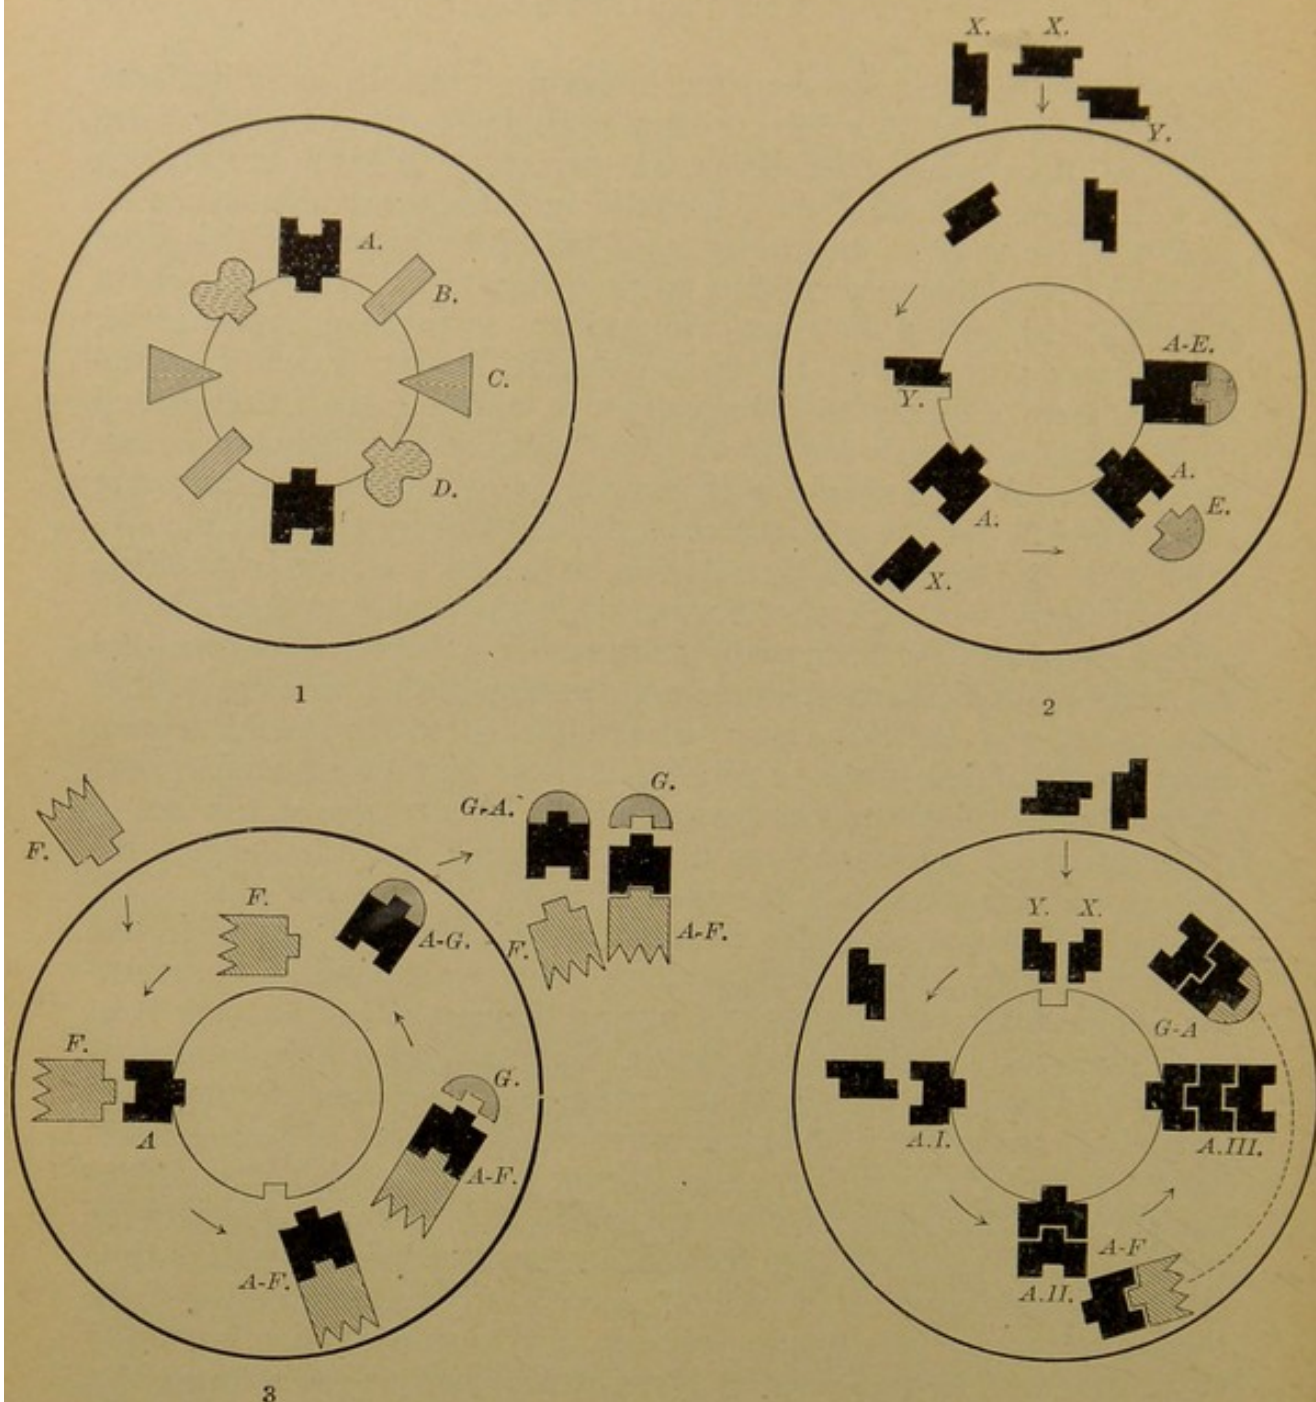 X. X.
Y.
A.
B.
C.
D.
A-E.
Y.
A.
A.
E.
X.
1
2
F.
F.
F.
A
A-F.
A-F.
G.
A-G.
G-A.
G.
F.
A-F.
3
Y. X.
G-A
A.I.
A.III.
A-F
A.II.